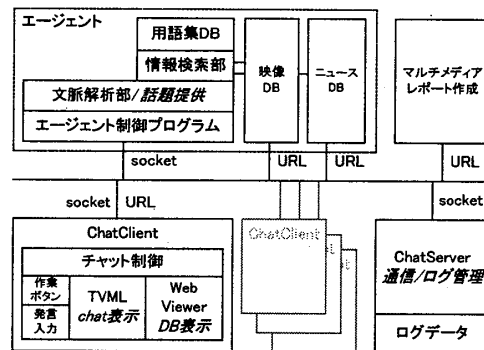 エージェント
用語集DB
情報検索部
文脈解析部/話題提供
エージェント制御プログラム
映像
DB
ニュース
DB
マルチメディア
レポート作成
socket
URL
URL
URL
socket
URL
socket
ChatClient
チャット制御
作業
ボタン
発言
入力
TVML
chat表示
Web
Viewer
DB表示
ChatClient
ChatServer
通信/ログ管理
ログデータ